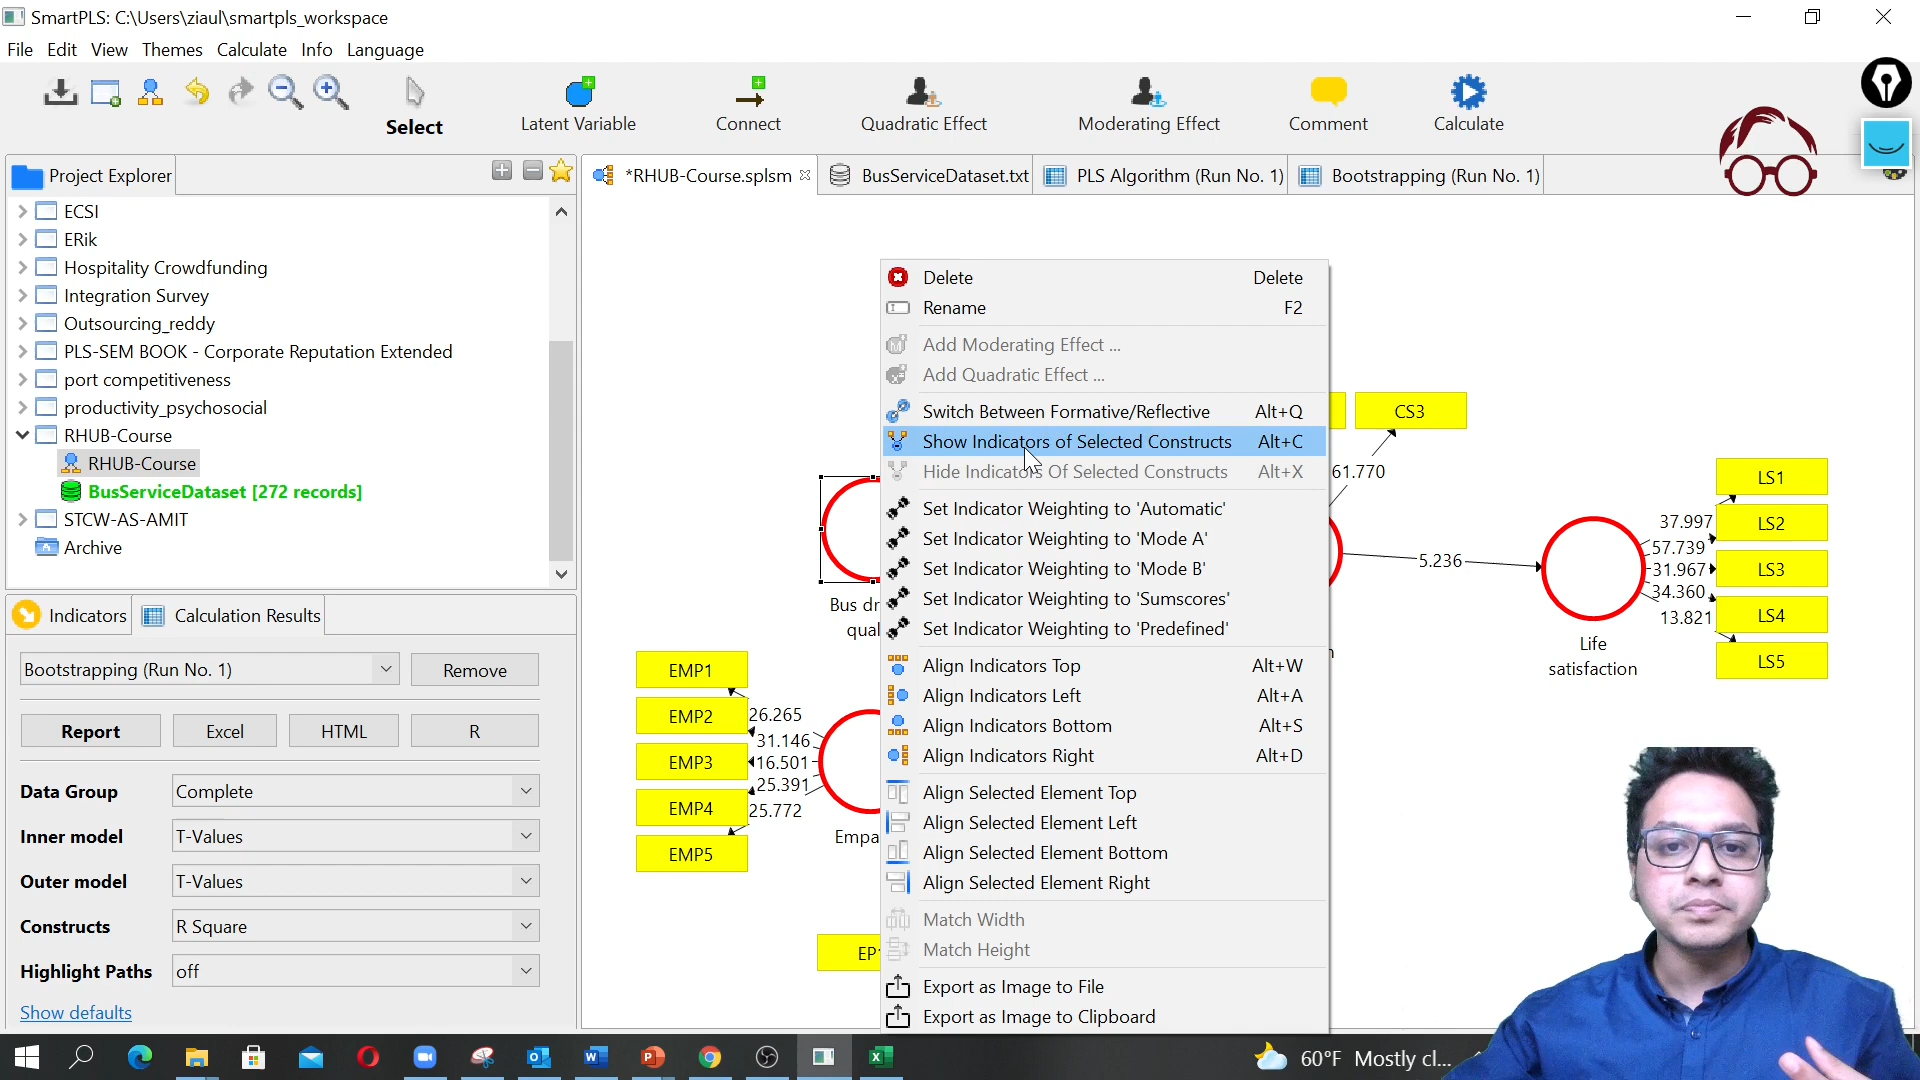 SmartPLS: C:\Users\ziaul\smartpls_workspace
File Edit View Themes Calculate Info Language
Select
Latent Variable
Connect
Quadratic Effect
Moderating Effect
Comment
Calculate
Project Explorer
*RHUB-Course.splsm
BusServiceDataset.txt
PLS Algorithm (Run No. 1)
Bootstrapping (Run No. 1)
ECSI
ERik
Hospitality Crowdfunding
Integration Survey
Outsourcing_reddy
PLS-SEM BOOK - Corporate Reputation Extended
port competitiveness
productivity_psychosocial
RHUB-Course
RHUB-Course
BusServiceDataset [272 records]
STCW-AS-AMIT
Archive
Indicators
Calculation Results
Bootstrapping (Run No. 1)
Remove
Report
Excel
HTML
R
Data Group Complete
Inner model T-Values
Outer model T-Values
Constructs R Square
Highlight Paths off
Show defaults
Delete Delete
Rename F2
Add Moderating Effect ...
Add Quadratic Effect ...
Switch Between Formative/Reflective Alt+Q
Show Indicators of Selected Constructs Alt+C
Hide Indicators Of Selected Constructs Alt+X
Set Indicator Weighting to 'Automatic'
Set Indicator Weighting to 'Mode A'
Set Indicator Weighting to 'Mode B'
Set Indicator Weighting to 'Sumscores'
Set Indicator Weighting to 'Predefined'
Align Indicators Top Alt+W
Align Indicators Left Alt+A
Align Indicators Bottom Alt+S
Align Indicators Right Alt+D
Align Selected Element Top
Align Selected Element Left
Align Selected Element Bottom
Align Selected Element Right
Match Width
Match Height
Export as Image to File
Export as Image to Clipboard
Bus dr
qual
EMP1
EMP2
EMP3
EMP4
EMP5
26.265
31.146
16.501
25.391
25.772
Empa
EP
CS3
61.770
n
5.236
Life
satisfaction
37.997
57.739
31.967
34.360
13.821
LS1
LS2
LS3
LS4
LS5
60°F Mostly cl...